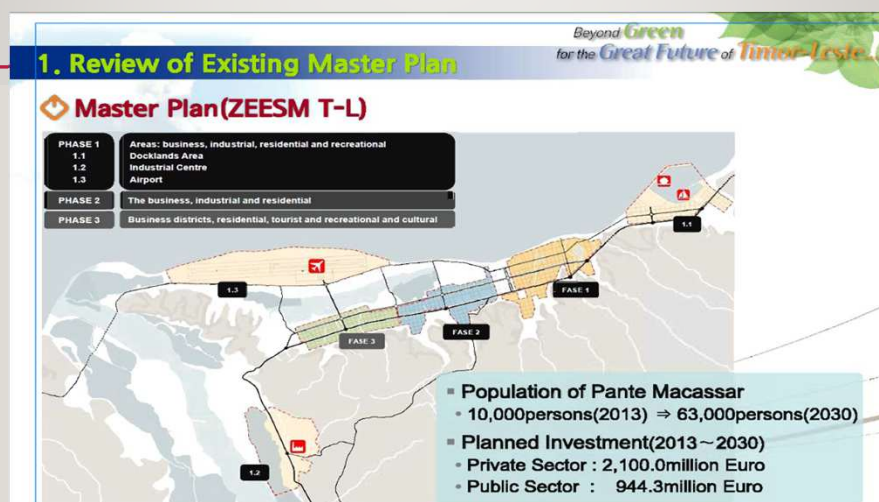 Beyond Green
for the Great Future of Timor-Leste
1. Review of Existing Master Plan
Master Plan(ZEESM T-L)
PHASE 1 Areas: business, industrial, residential and recreational
1.1 Docklands Area
1.2 Industrial Centre
1.3 Airport
PHASE 2 The business, industrial and residential
PHASE 3 Business districts, residential, tourist and recreational and cultural
1.1
1.3
FASE 1
FASE 2
FASE 3
▪ Population of Pante Macassar
• 10,000persons(2013) ⇒ 63,000persons(2030)
▪ Planned Investment(2013~2030)
• Private Sector : 2,100.0million Euro
• Public Sector : 944.3million Euro
1.2